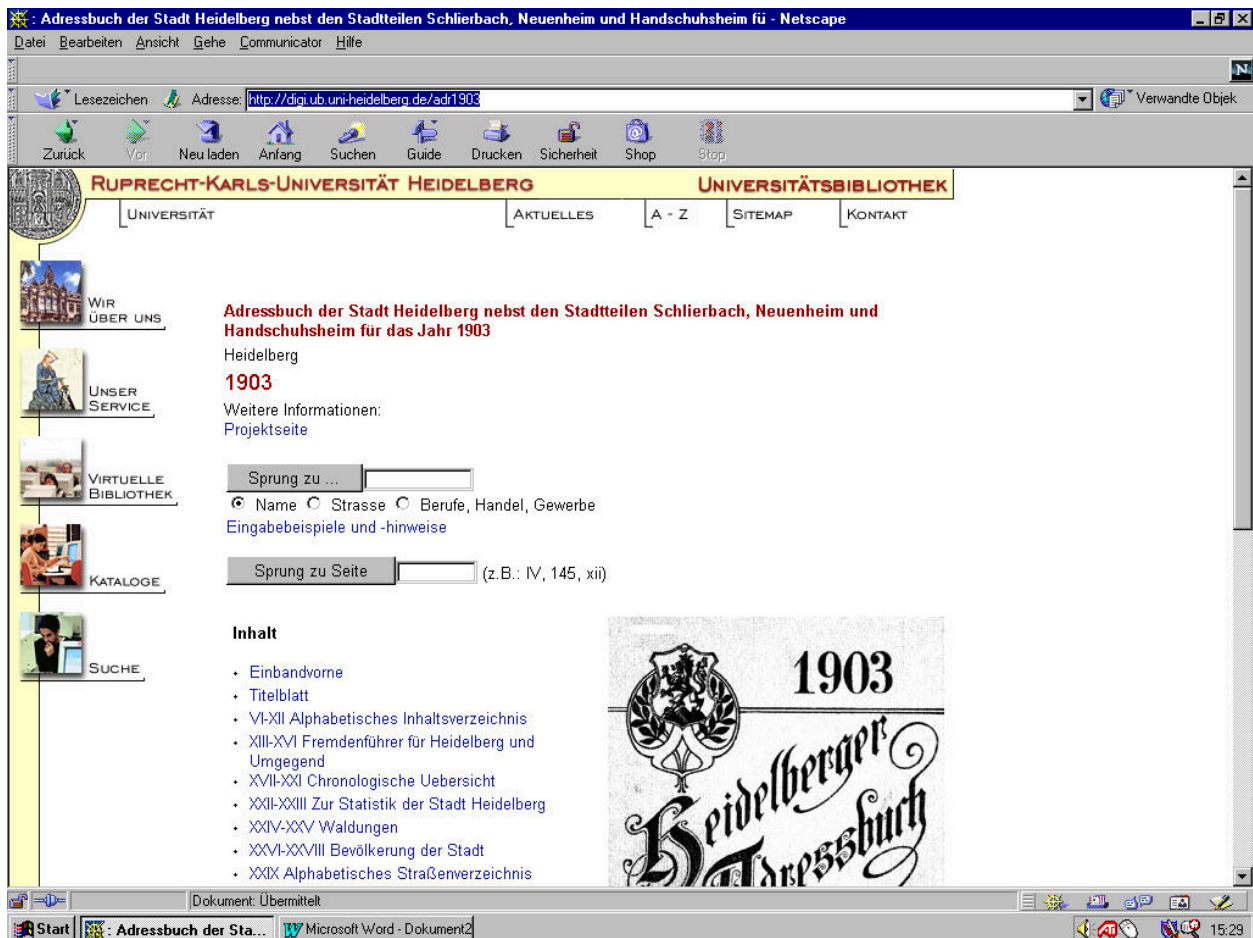 : Adressbuch der Stadt Heidelberg nebst den Stadtteilen Schlierbach, Neuenheim und Handschuhsheim fü - Netscape
Datei Bearbeiten Ansicht Gehe Communicator Hilfe
N
Lesezeichen Adresse: http://digi.ub.uni-heidelberg.de/adr1903 Verwandte Objek
Zurück Vor Neu laden Anfang Suchen Guide Drucken Sicherheit Shop Stop
RUPRECHT-KARLS-UNIVERSITÄT HEIDELBERG UNIVERSITÄTSBIBLIOTHEK
UNIVERSITÄT AKTUELLES A - Z SITEMAP KONTAKT
WIR
ÜBER UNS
UNSER
SERVICE
VIRTUELLE
BIBLIOTHEK
KATALOGE
SUCHE
Adressbuch der Stadt Heidelberg nebst den Stadtteilen Schlierbach, Neuenheim und
Handschuhsheim für das Jahr 1903
Heidelberg
1903
Weitere Informationen:
Projektseite
Sprung zu ...
Name Strasse Berufe, Handel, Gewerbe
Eingabebeispiele und -hinweise
Sprung zu Seite (z.B.: IV, 145, xii)
Inhalt
Einbandvorne
Titelblatt
VI-XII Alphabetisches Inhaltsverzeichnis
XIII-XVI Fremdenführer für Heidelberg und
Umgegend
XVII-XXI Chronologische Uebersicht
XXII-XXIII Zur Statistik der Stadt Heidelberg
XXIV-XXV Waldungen
XXVI-XXVIII Bevölkerung der Stadt
XXIX Alphabetisches Straßenverzeichnis
1903
Heidelberger
Adressbuch
Dokument: Übermittelt
Start : Adressbuch der Sta... Microsoft Word - Dokument2 ATI 15:29